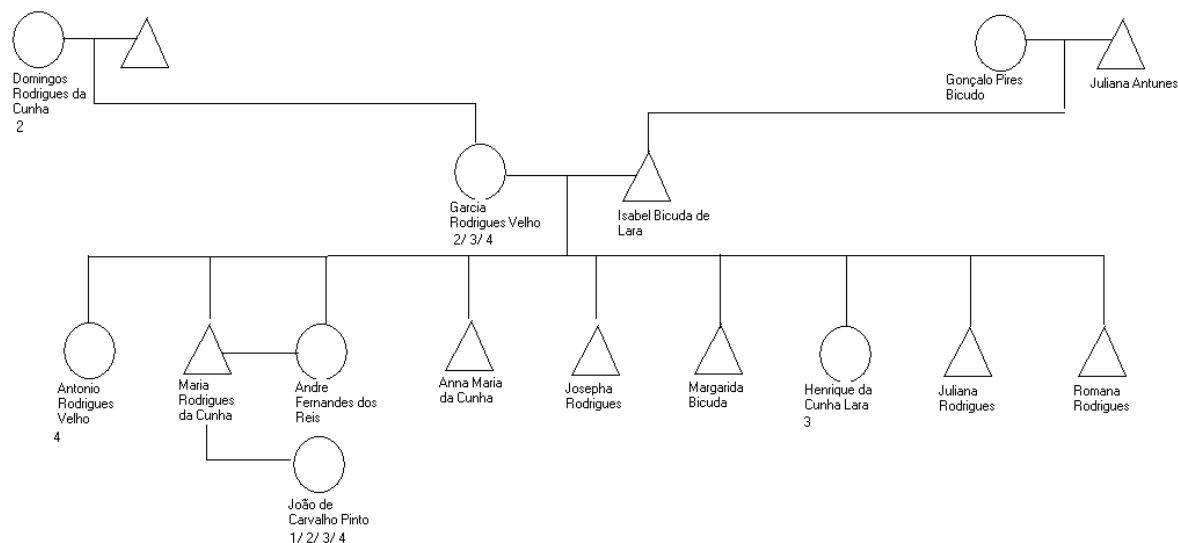 Domingos
Rodrigues da
Cunha
2
Gonçalo Pires
Bicudo
Juliana Antunes
Garcia
Rodrigues Velho
2/ 3/ 4
Isabel Bicuda de
Lara
Antonio
Rodrigues
Velho
4
Maria
Rodrigues
da Cunha
Andre
Fernandes dos
Reis
Anna Maria
da Cunha
Josepha
Rodrigues
Margarida
Bicuda
Henrique da
Cunha Lara
3
Juliana
Rodrigues
Romana
Rodrigues
João de
Carvalho Pinto
1/ 2/ 3/ 4